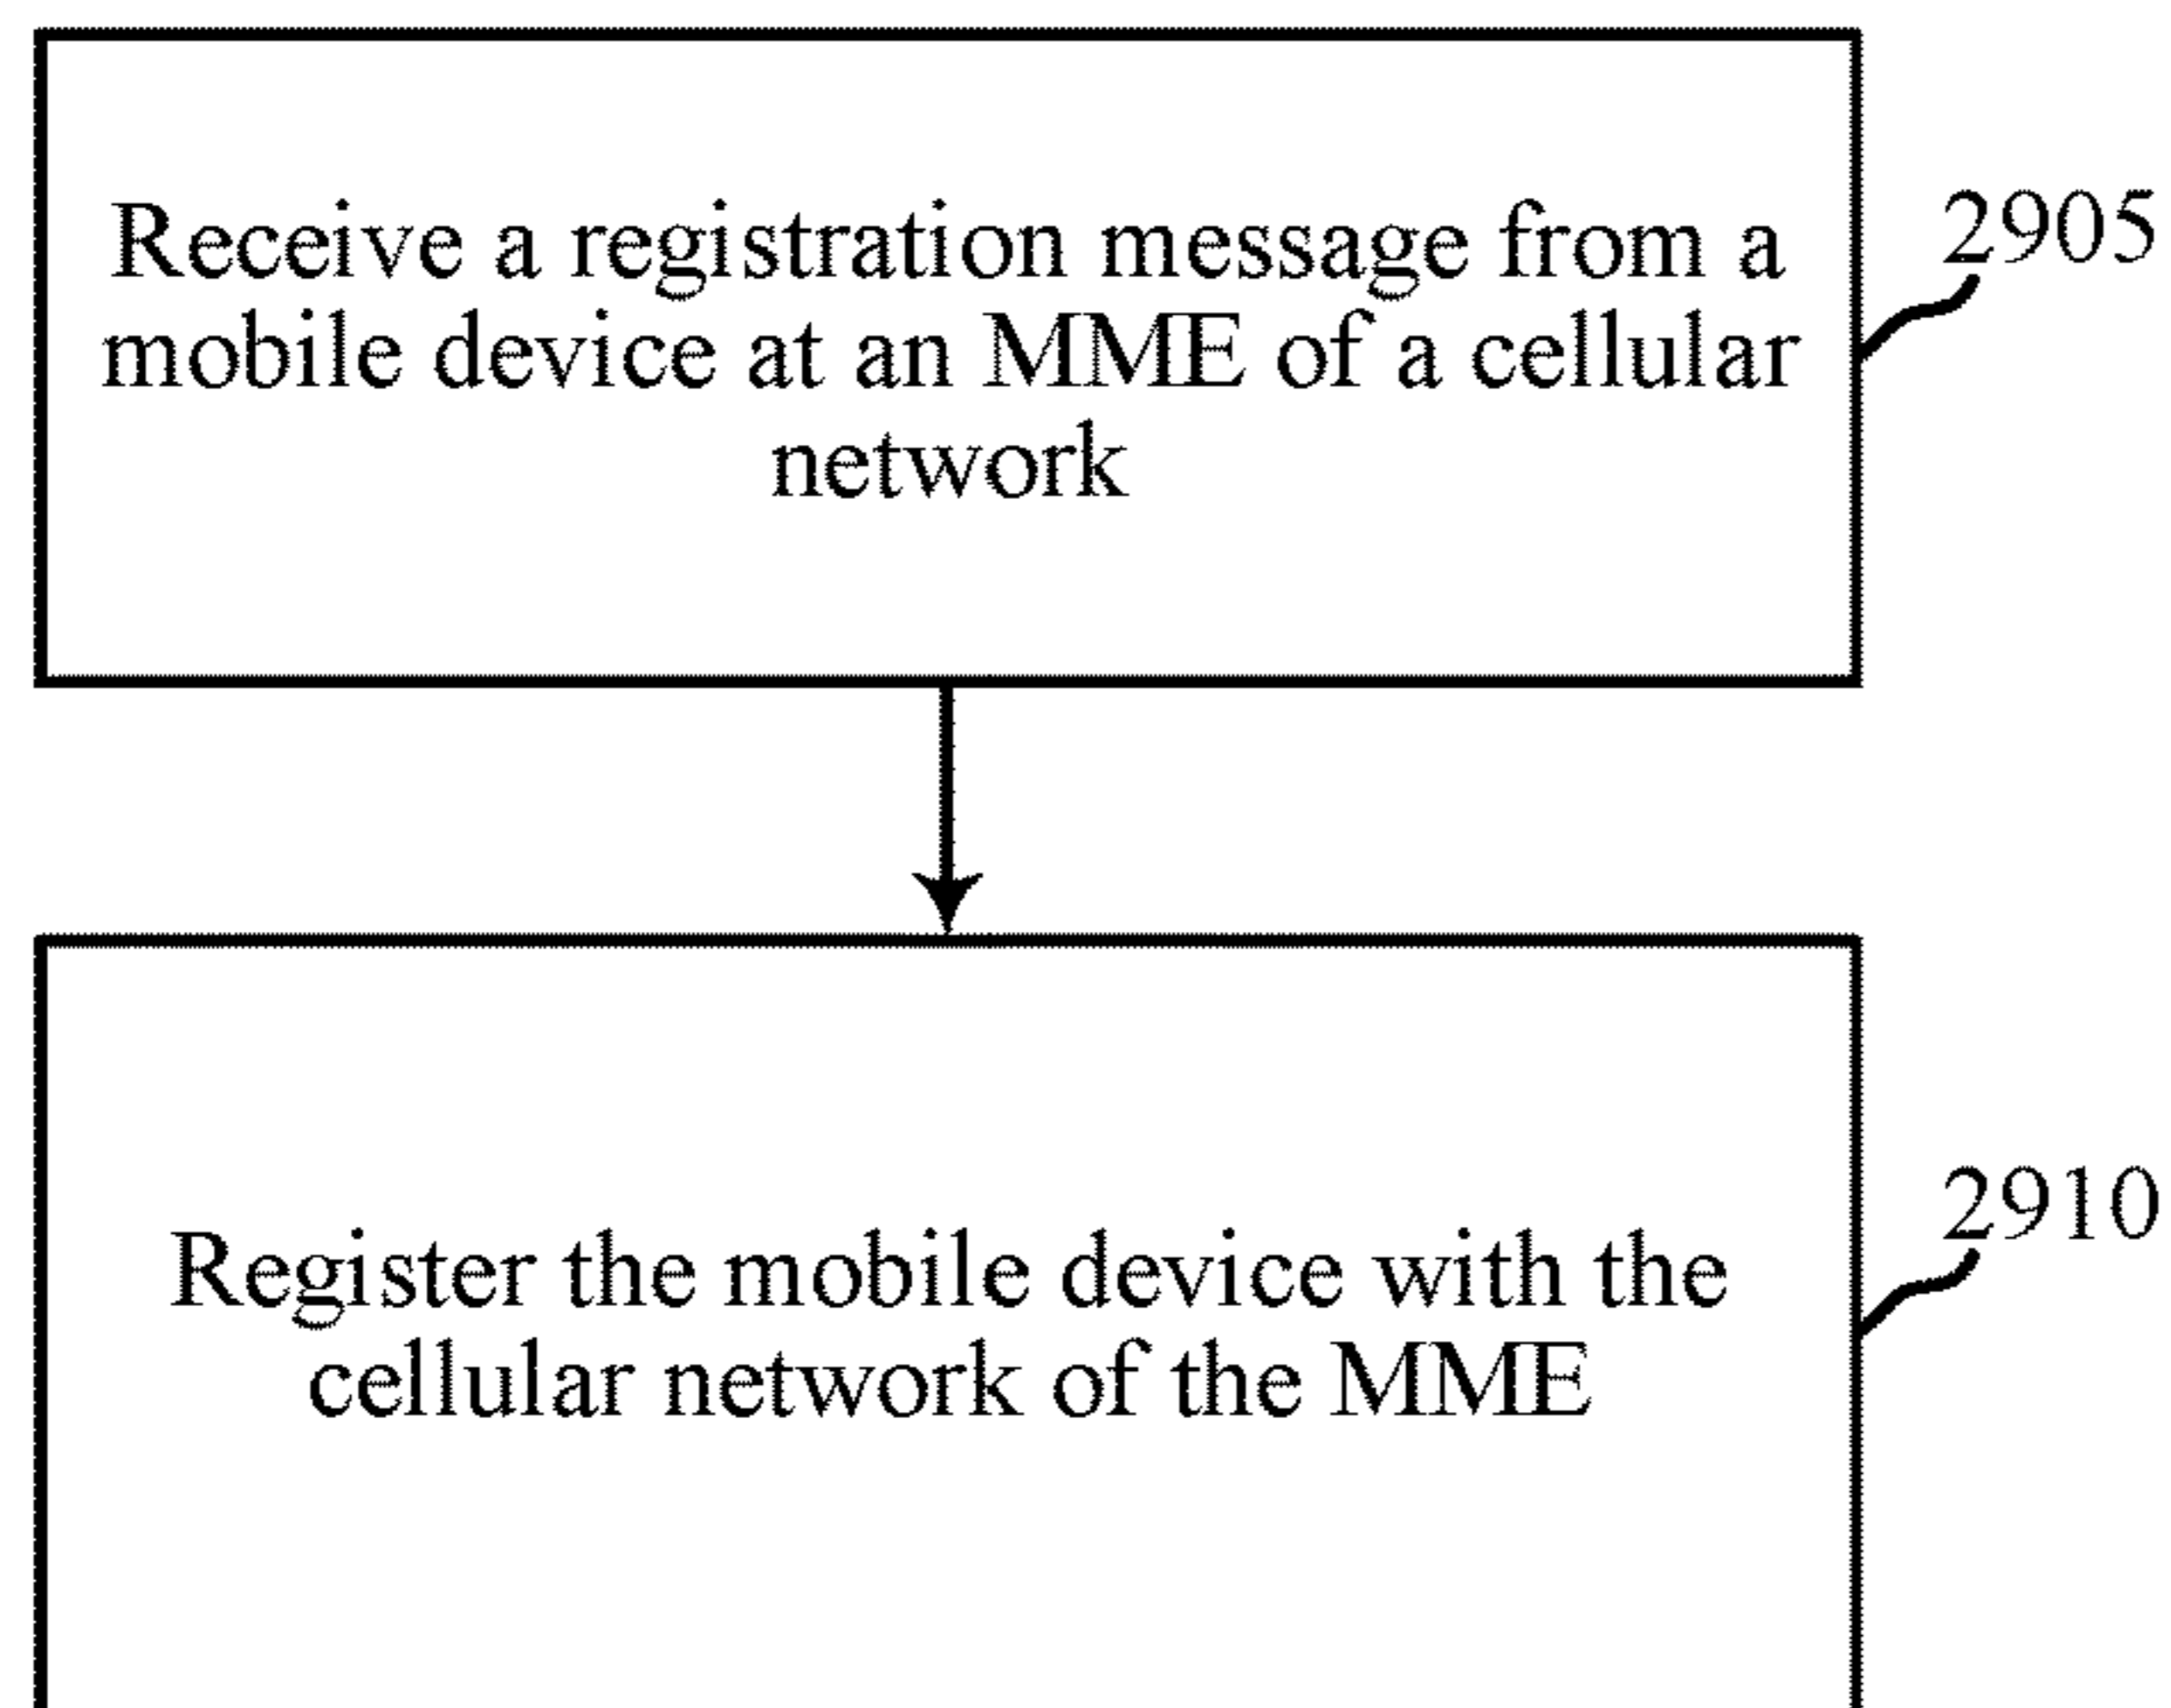 Receive a registration message from a
mobile device at an MME of a cellular
network
2905
Register the mobile device with the
cellular network of the MME
2910